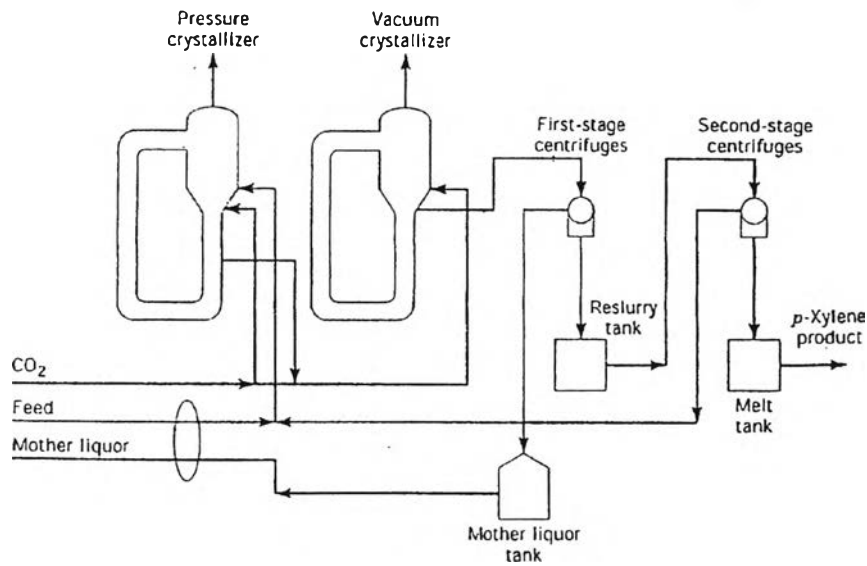 Pressure
crystallizer
Vacuum
crystallizer
First-stage
centrifuges
Second-stage
centrifuges
Reslurry
tank
p-Xylene
product
CO2
Feed
Melt
tank
Mother liquor
Mother liquor
tank